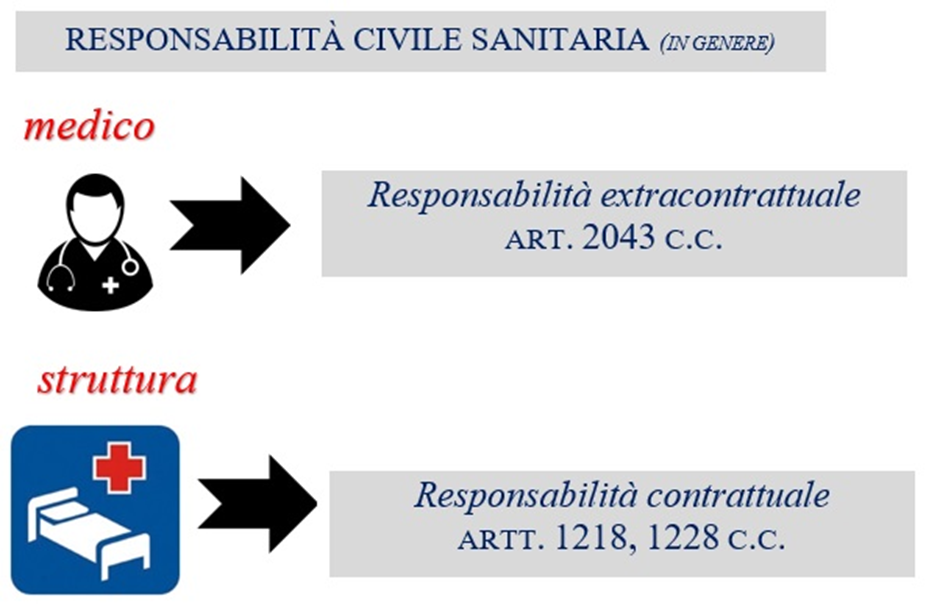 RESPONSABILITÀ CIVILE SANITARIA (IN GENERE)
medico
Responsabilità extracontrattuale
ART. 2043 C.C.
struttura
Responsabilità contrattuale
ARTT. 1218, 1228 C.C.